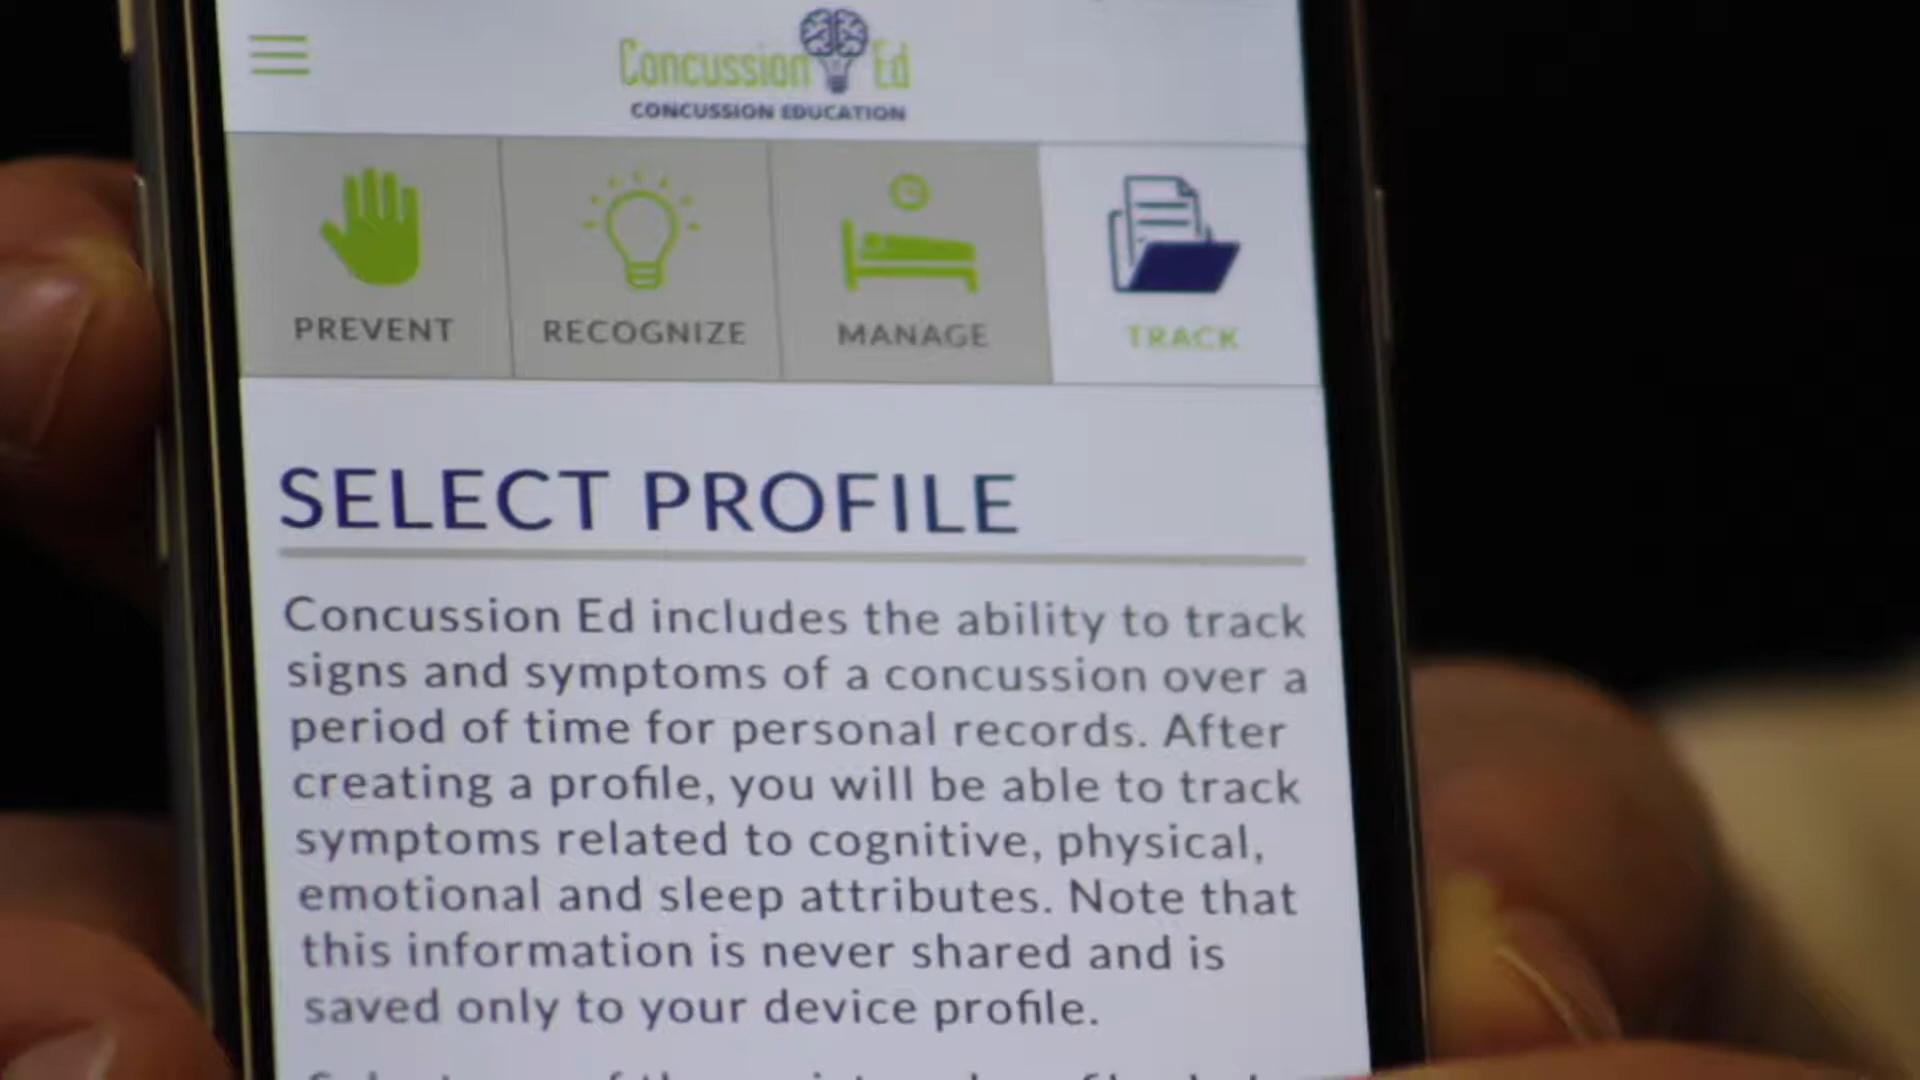 Concussion Ed
CONCUSSION EDUCATION
PREVENT
RECOGNIZE
MANAGE
TRACK
SELECT PROFILE
Concussion Ed includes the ability to track
signs and symptoms of a concussion over a
period of time for personal records. After
creating a profile, you will be able to track
symptoms related to cognitive, physical,
emotional and sleep attributes. Note that
this information is never shared and is
saved only to your device profile.